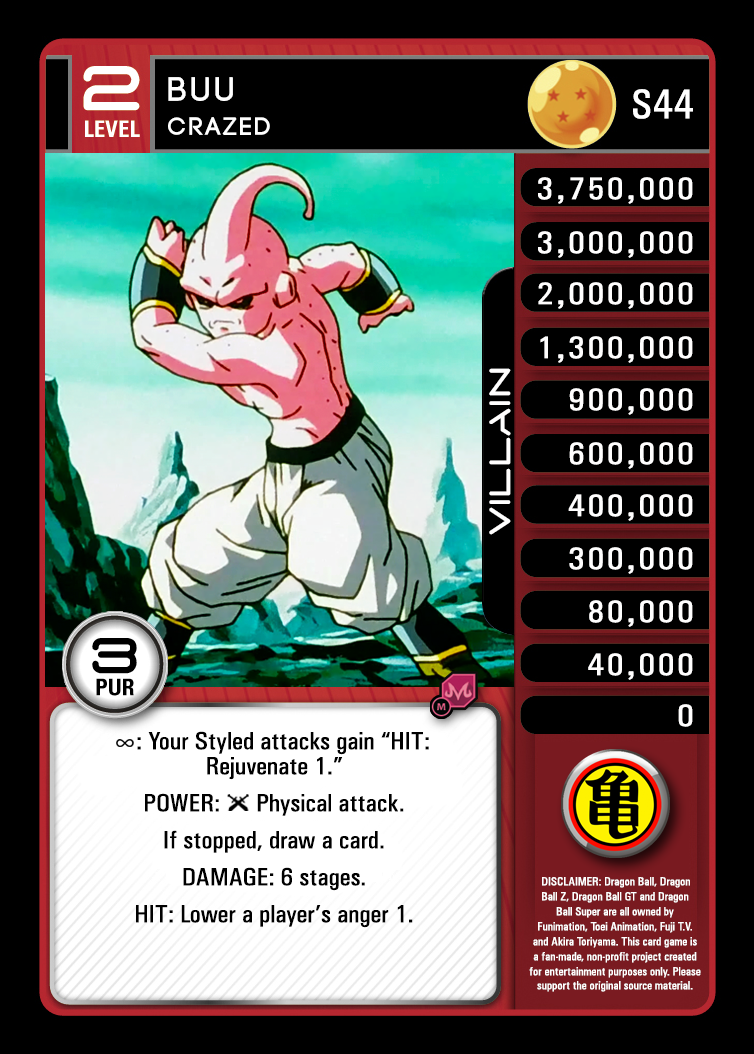 2
LEVEL
BUU
CRAZED
S44
3,750,000
3,000,000
2,000,000
1,300,000
900,000
600,000
400,000
300,000
80,000
40,000
0
VILLAIN
3
PUR
M
M
∞: Your Styled attacks gain “HIT:
Rejuvenate 1.”
POWER: Physical attack.
If stopped, draw a card.
DAMAGE: 6 stages.
HIT: Lower a player’s anger 1.
亀
DISCLAIMER: Dragon Ball, Dragon
Ball Z, Dragon Ball GT and Dragon
Ball Super are all owned by
Funimation, Toei Animation, Fuji T.V.
and Akira Toriyama. This card game is
a fan-made, non-profit project created
for entertainment purposes only. Please
support the original source material.